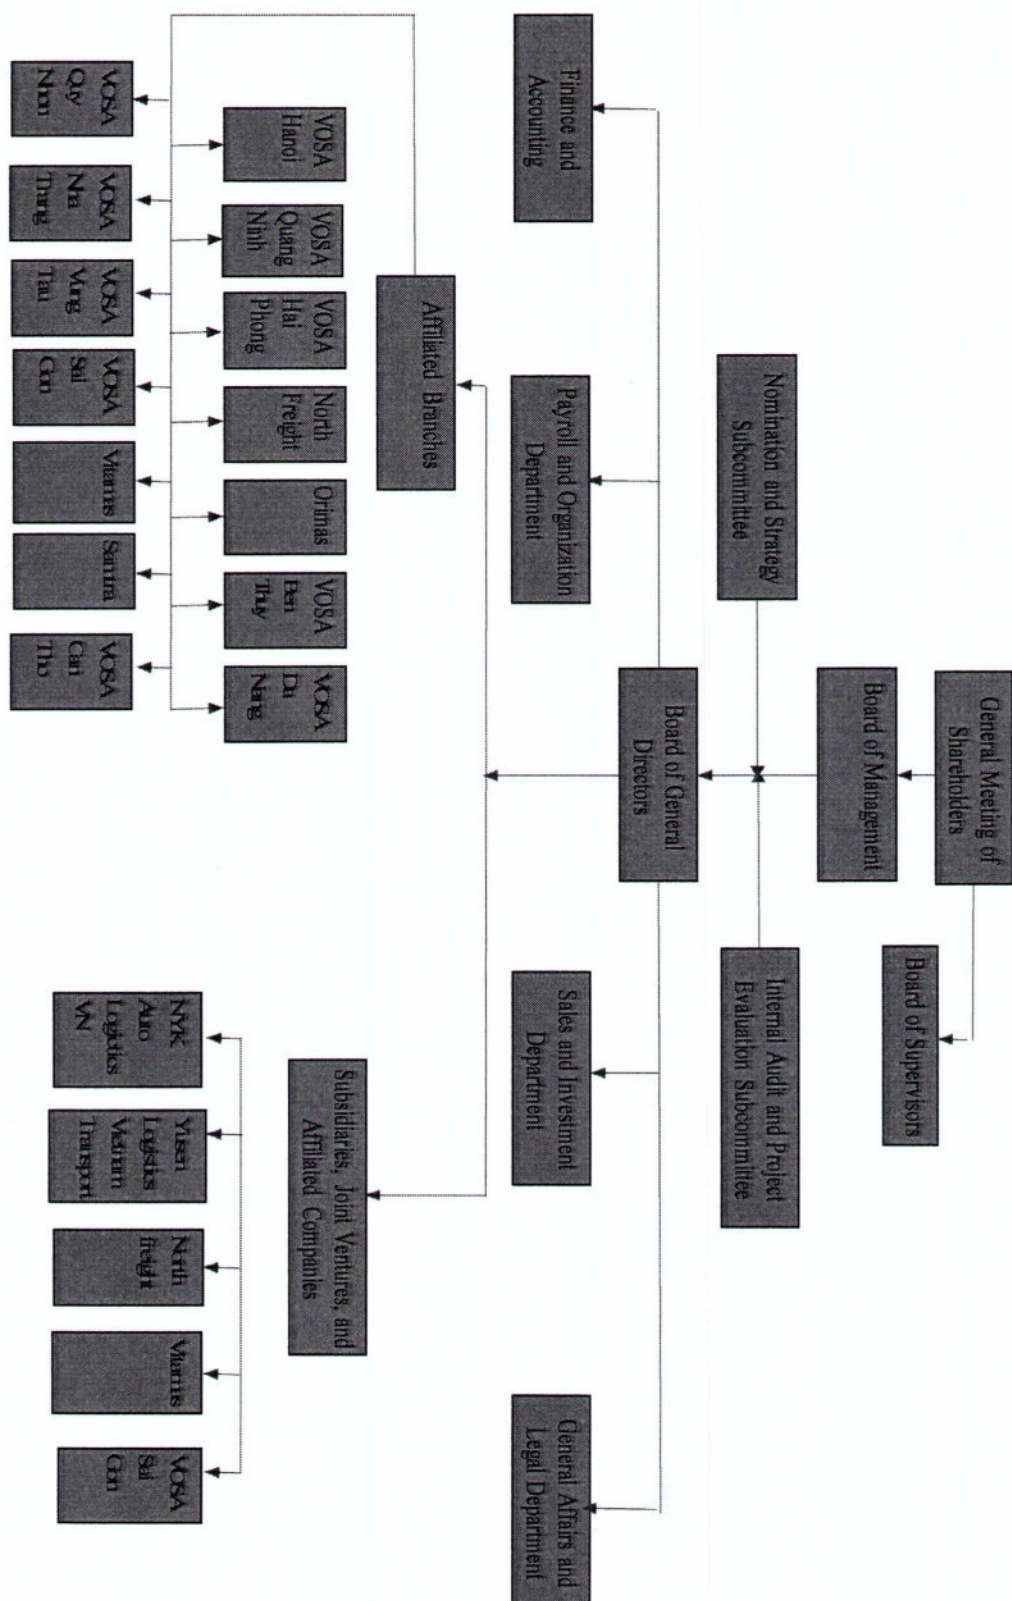 General Meeting of
Shareholders
Board of Supervisors
Board of Management
Nomination and Strategy
Subcommittee
Internal Audit and Project
Evaluation Subcommittee
Board of General
Directors
Finance and
Accounting
Payroll and Organization
Department
Sales and Investment
Department
General Affairs and
Legal Department
Affiliated Branches
Subsidiaries, Joint Ventures, and
Affiliated Companies
VOSA
Hanoi
VOSA
Quang
Ninh
VOSA
Hai
Phong
North
Freight
Orimas
VOSA
Ben
Thuy
VOSA
Da
Nang
VOSA
Quy
Nhon
VOSA
Nha
Trang
VOSA
Vung
Tau
VOSA
Sai
Gon
Vitamas
Samtra
VOSA
Can
Tho
NYK
Auto
Logictios
VN
Yusen
Logistics
Vietnam
Transport
North
freight
Vitamas
VOSA
Sai
Gon